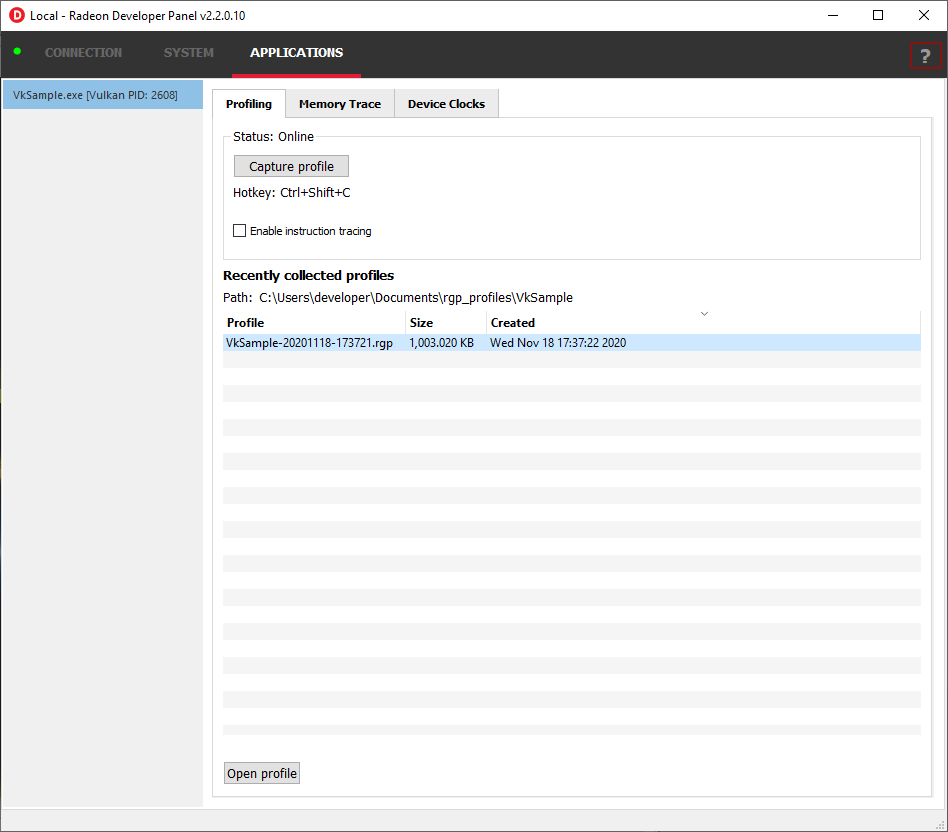 D Local - Radeon Developer Panel v2.2.0.10
CONNECTION SYSTEM APPLICATIONS ?
VkSample.exe [Vulkan PID: 2608]
Profiling Memory Trace Device Clocks
Status: Online
Capture profile
Hotkey: Ctrl+Shift+C
Enable instruction tracing
Recently collected profiles
Path: C:\Users\developer\Documents\rgp_profiles\VkSample
Profile Size Created
VkSample-20201118-173721.rgp 1,003.020 KB Wed Nov 18 17:37:22 2020
Open profile